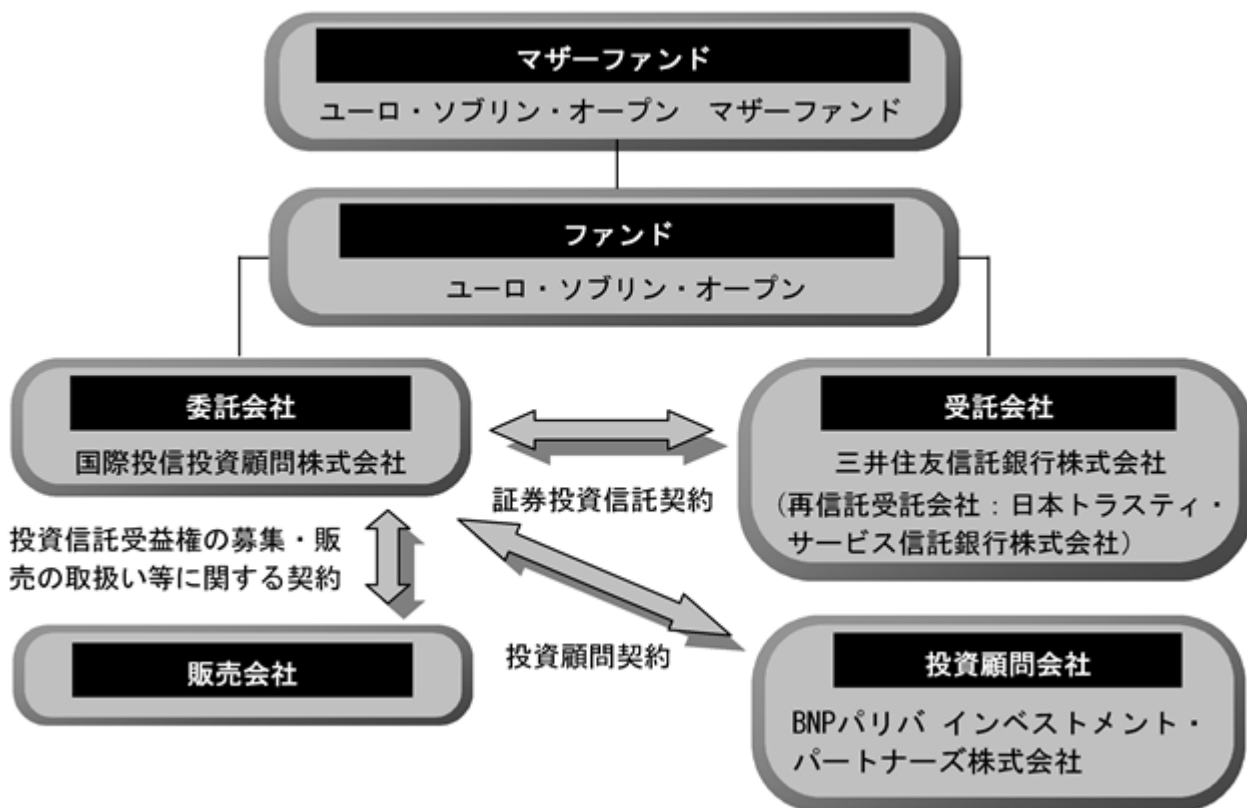 マザーファンド
ユーロ・ソブリン・オープン　マザーファンド
ファンド
ユーロ・ソブリン・オープン
委託会社
国際投信投資顧問株式会社
受託会社
三井住友信託銀行株式会社
（再信託受託会社：日本トラスティ・
サービス信託銀行株式会社）
証券投資信託契約
投資信託受益権の募集・販
売の取扱い等に関する契約
投資顧問契約
販売会社
投資顧問会社
BNPパリバ インベストメント・
パートナーズ株式会社